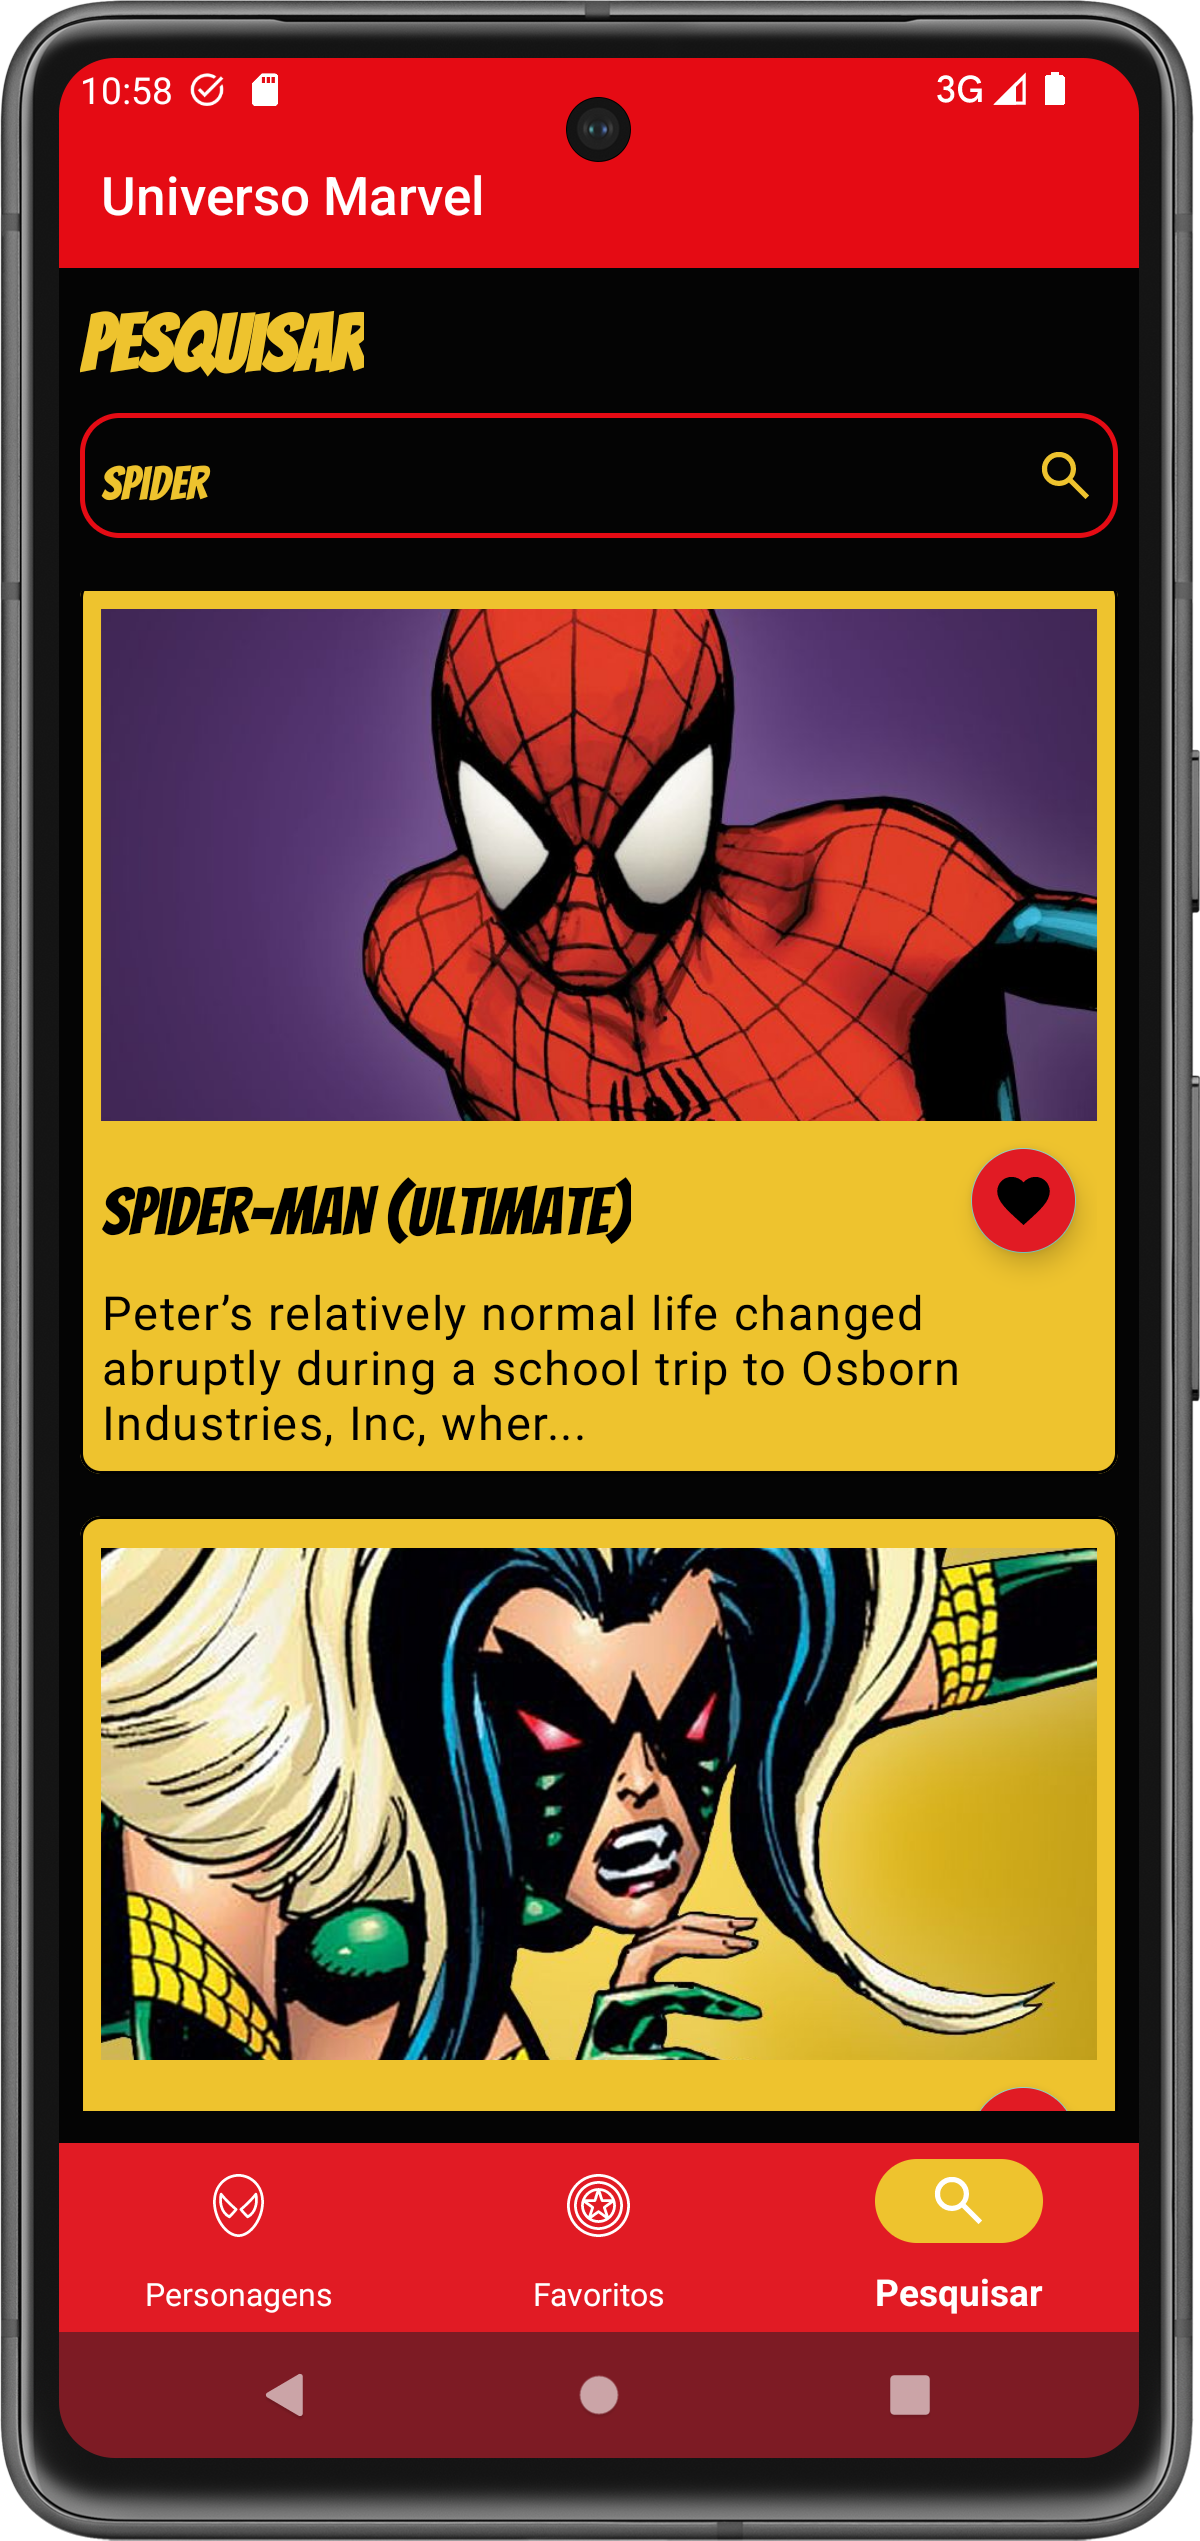 10:58
3G
Universo Marvel
PESQUISAR
SPIDER
SPIDER-MAN (ULTIMATE)
Peter’s relatively normal life changed
abruptly during a school trip to Osborn
Industries, Inc, wher...
Personagens
Favoritos
Pesquisar